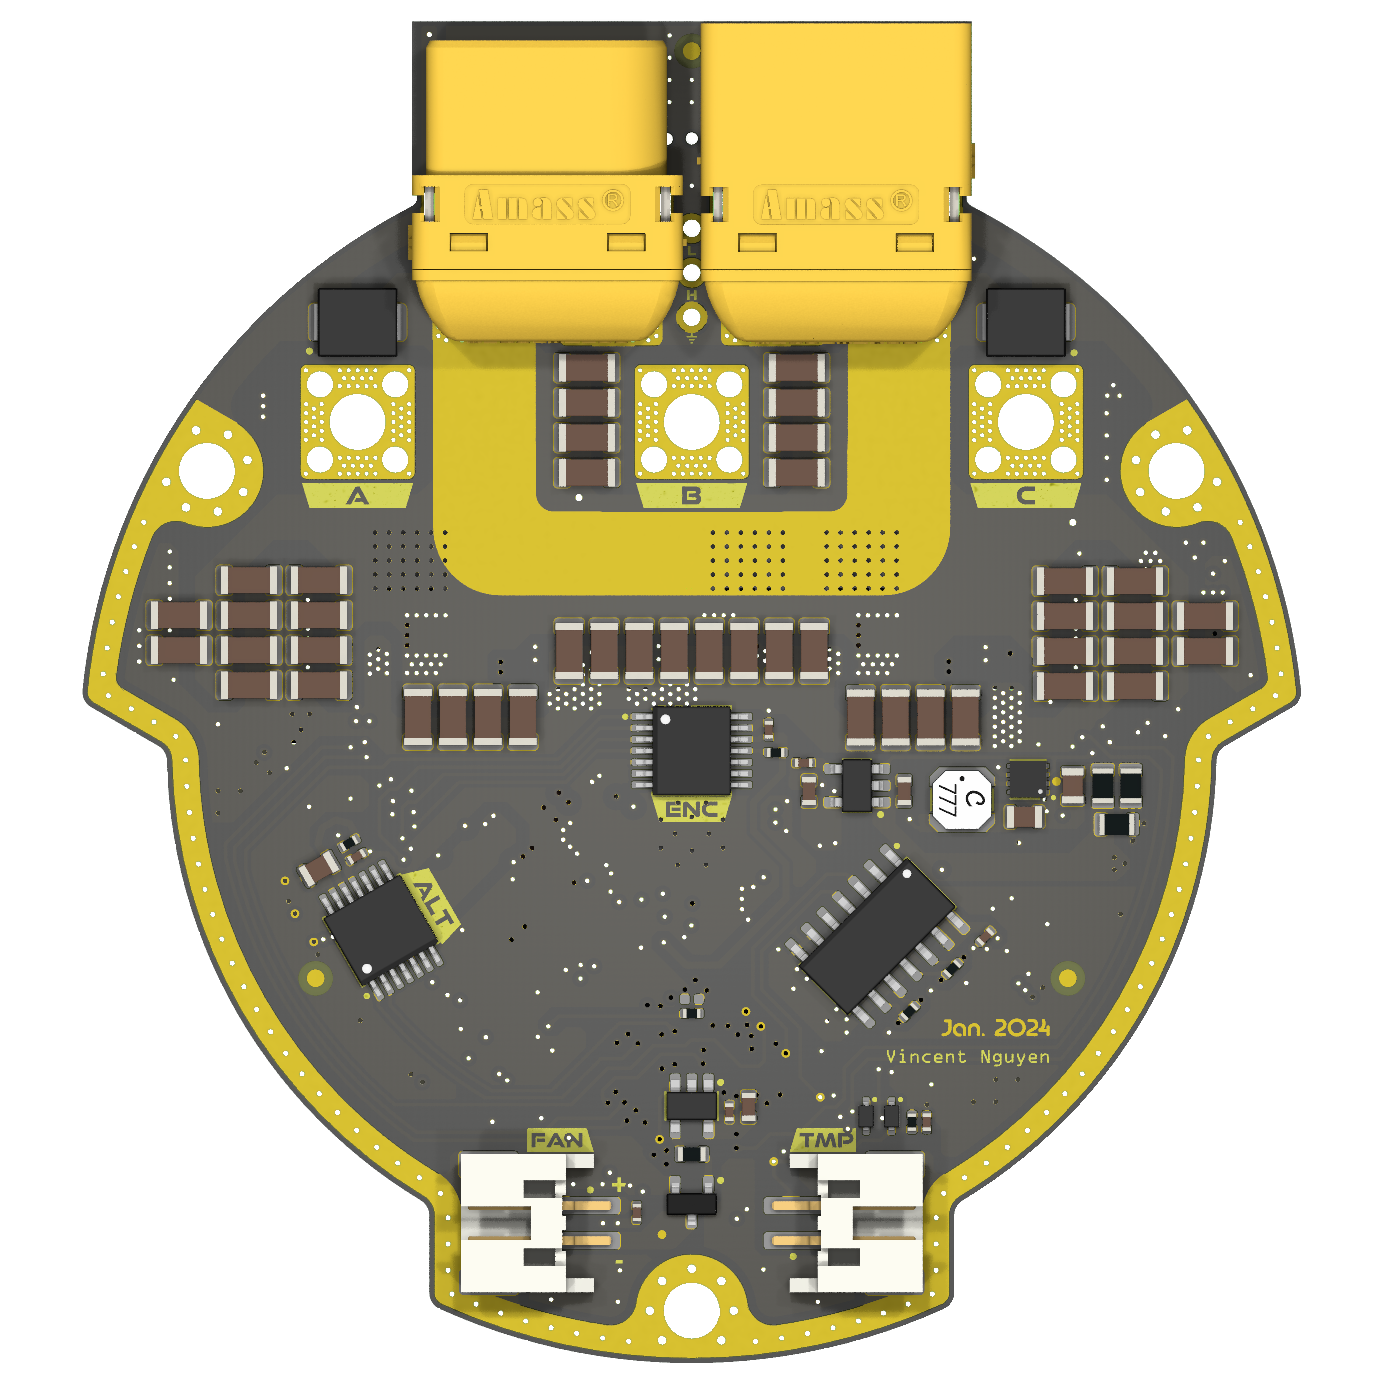 Amass® Amass®
L
H
A B C
ENC
C
777
ALT
Jan. 2024
Vincent Nguyen
FAN TMP
+
-